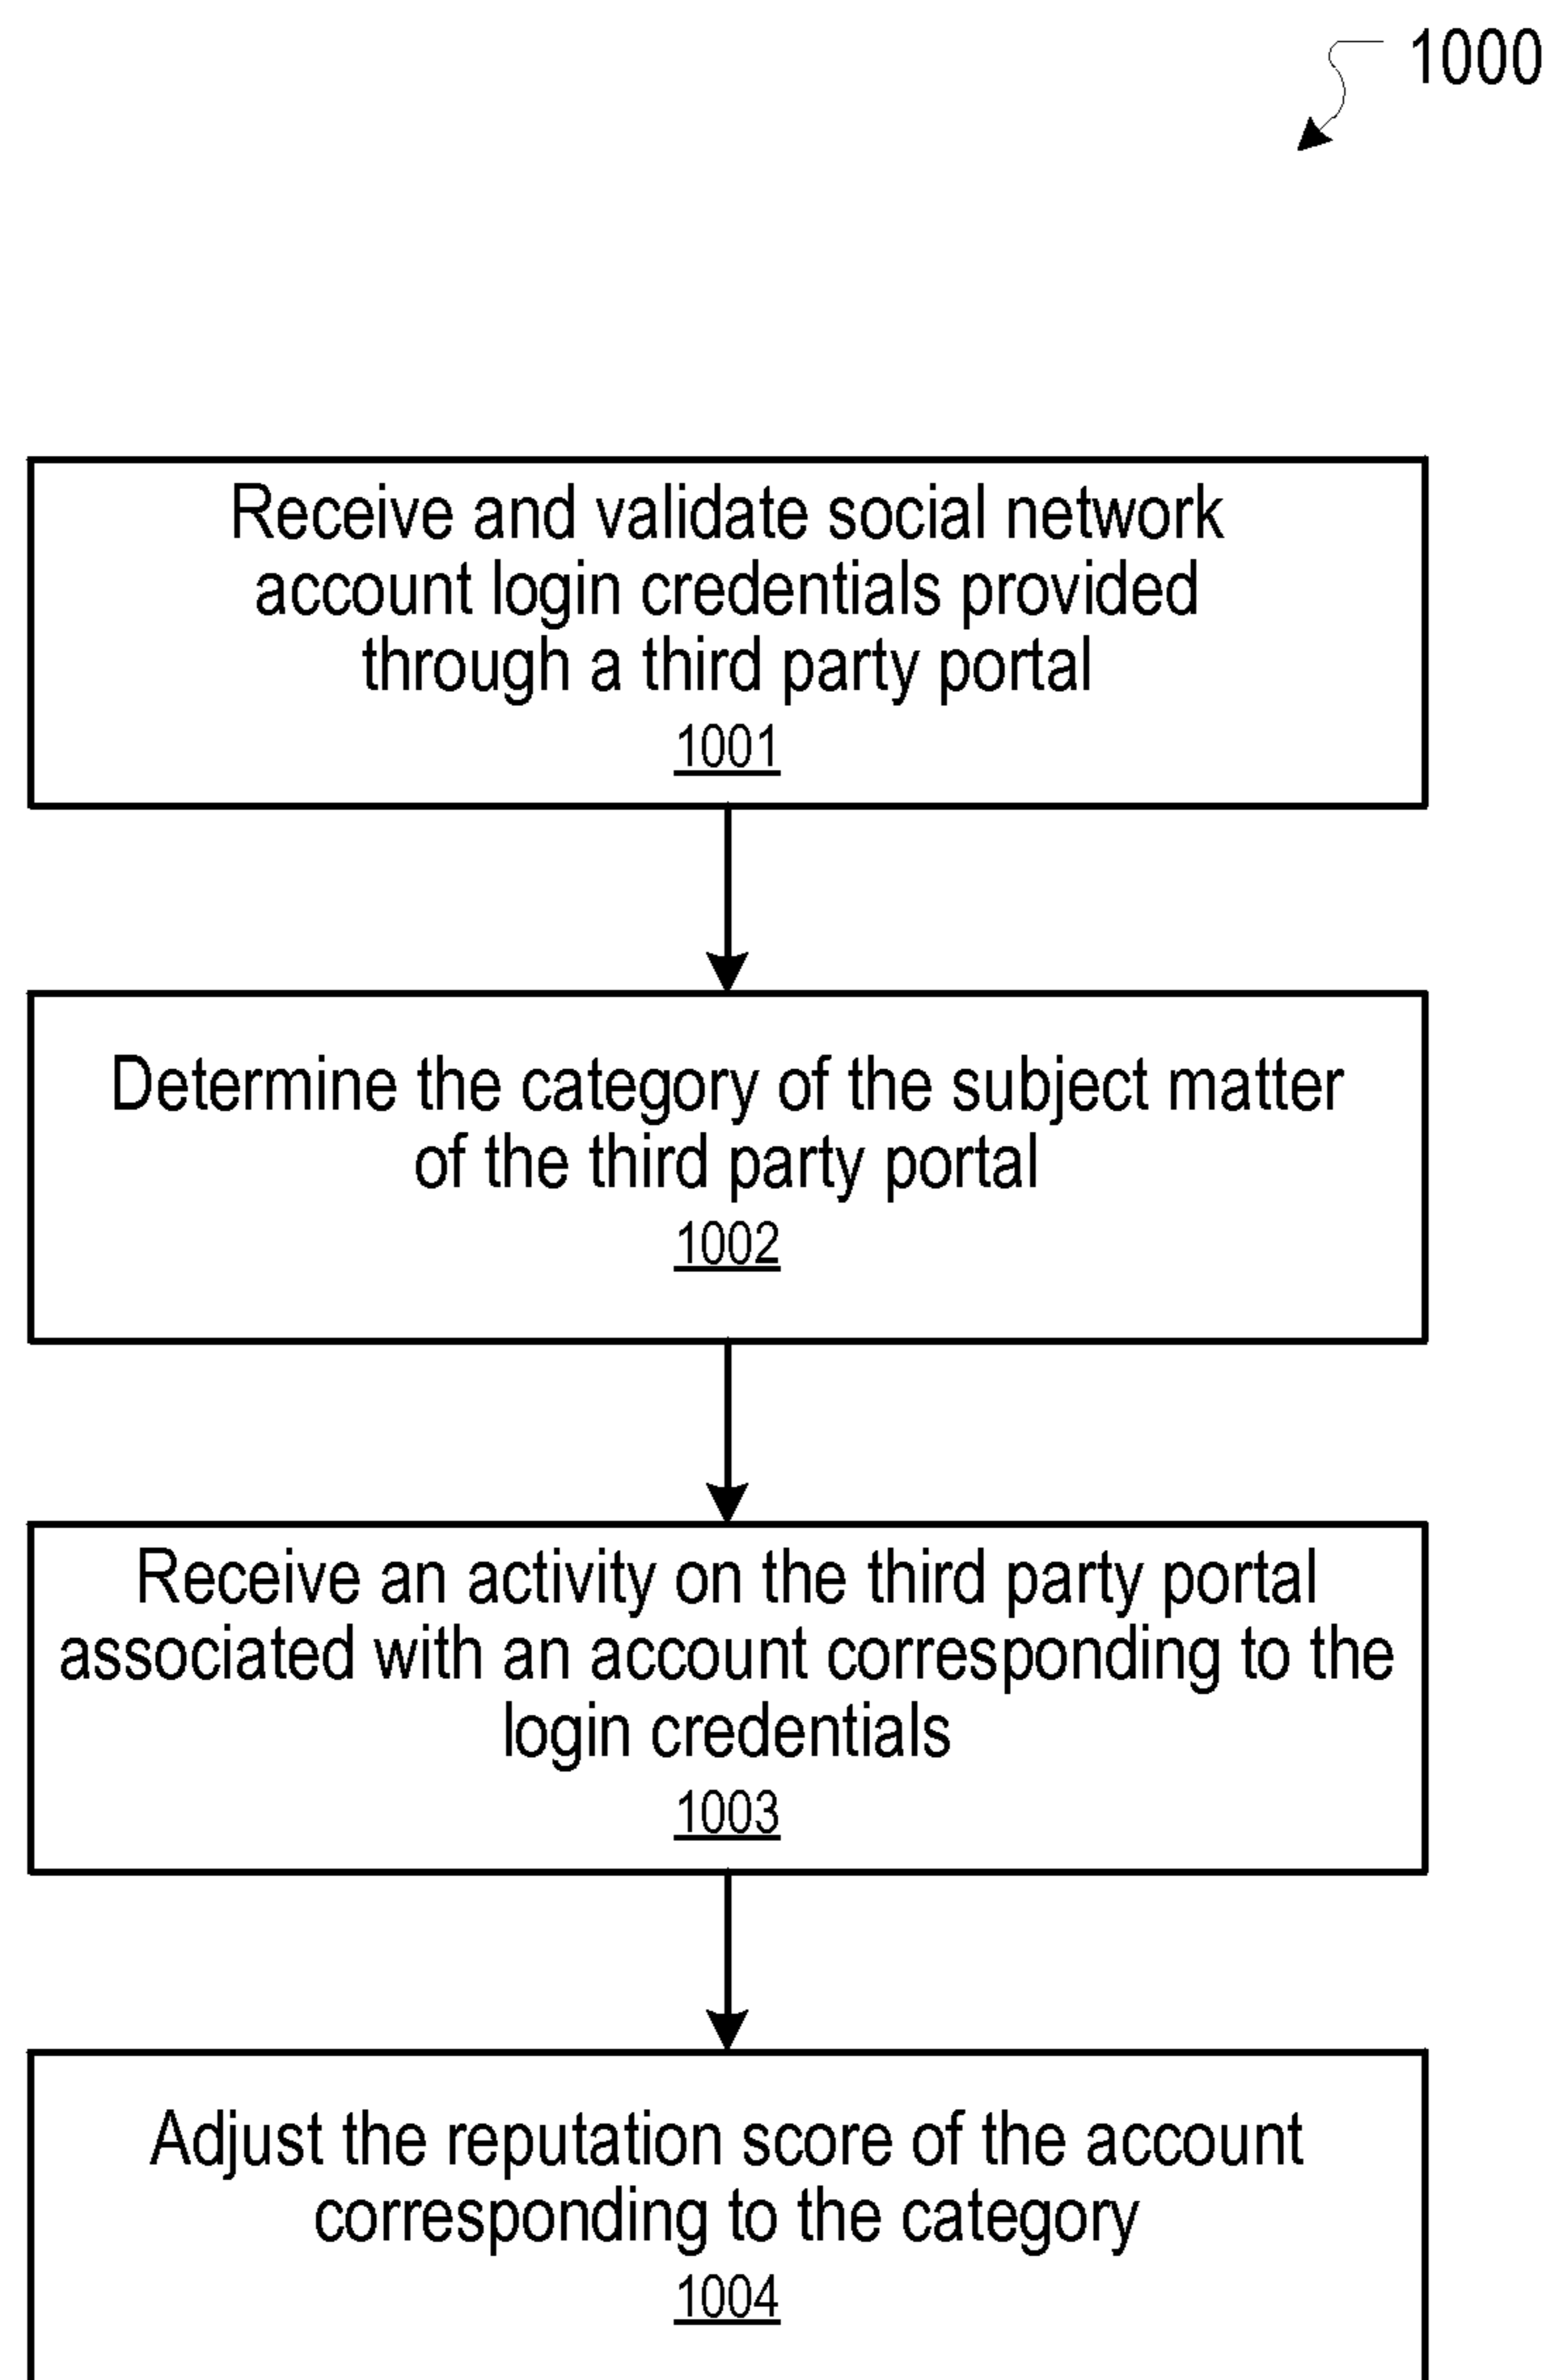 1000
Receive and validate social network
account login credentials provided
through a third party portal
1001
Determine the category of the subject matter
of the third party portal
1002
Receive an activity on the third party portal
associated with an account corresponding to the
login credentials
1003
Adjust the reputation score of the account
corresponding to the category
1004